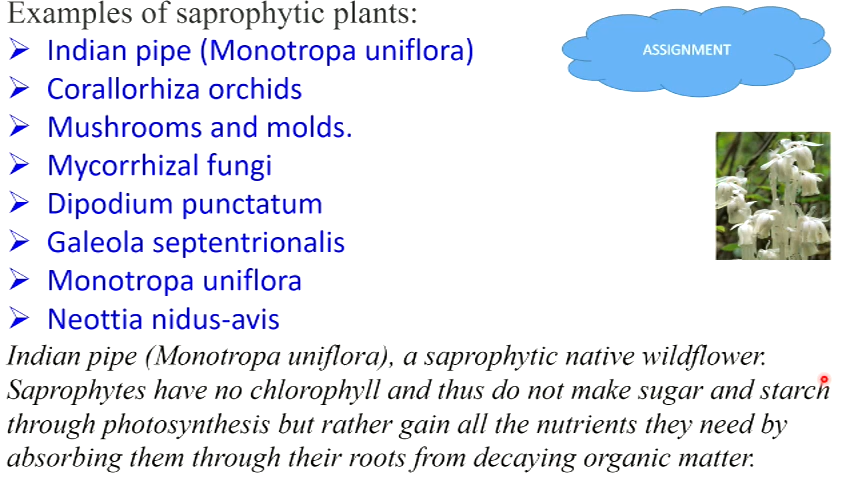 Examples of saprophytic plants:
➢ Indian pipe (Monotropa uniflora)
ASSIGNMENT
➢ Corallorhiza orchids
➢ Mushrooms and molds.
➢ Mycorrhizal fungi
➢ Dipodium punctatum
➢ Galeola septentrionalis
➢ Monotropa uniflora
➢ Neottia nidus-avis
Indian pipe (Monotropa uniflora), a saprophytic native wildflower.
Saprophytes have no chlorophyll and thus do not make sugar and starch
through photosynthesis but rather gain all the nutrients they need by
absorbing them through their roots from decaying organic matter.